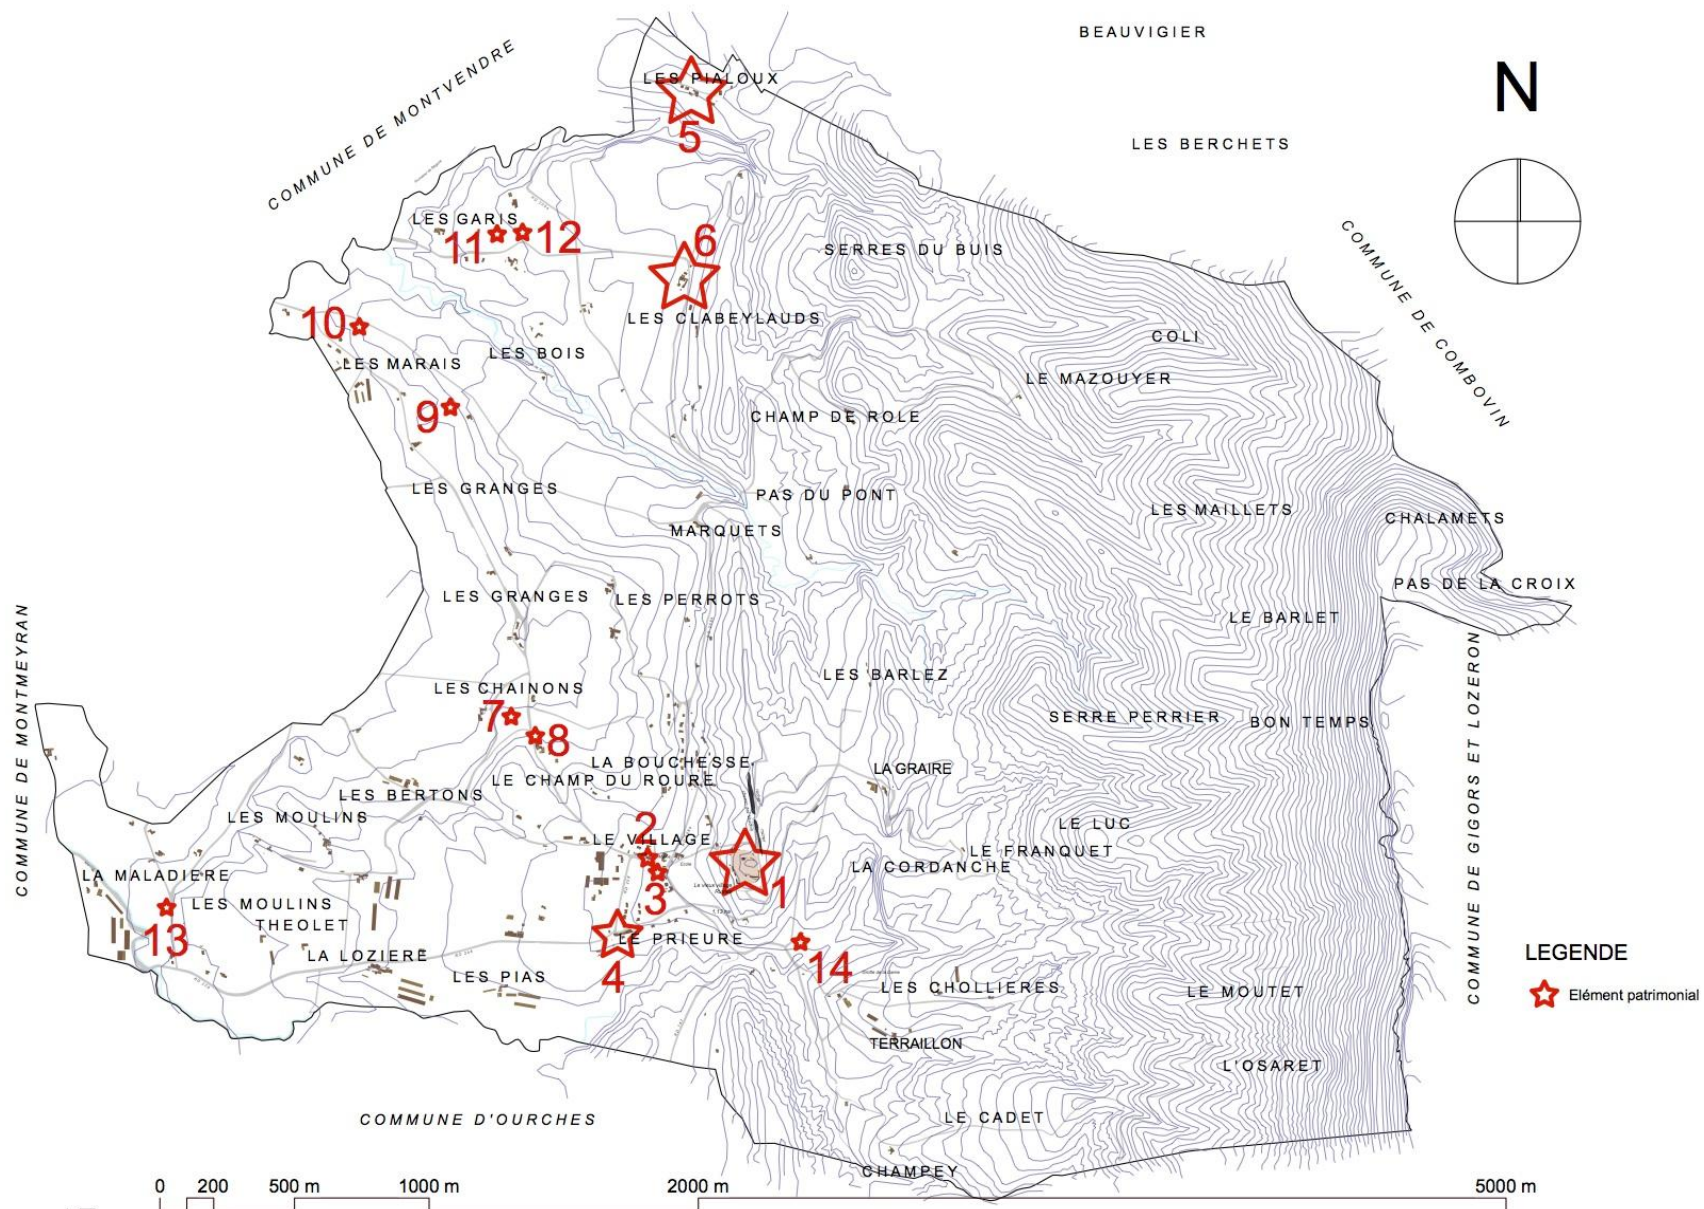 BEAUVIGIER
N
COMMUNE DE MONTVENDRE
LES PIALOUX
5
LES BERCHETS
LES GARIS
11
12
6
SERRES DU BUIS
COMMUNE DE COMBOVIN
10
LES CLABEYLAUDS
COLI
LES MARAIS
LES BOIS
LE MAZOUYER
9
CHAMP DE ROLE
LES GRANGES
PAS DU PONT
LES MAILLETS
CHALAMETS
MARQUETS
PAS DE LA CROIX
LES GRANGES
LES PERROTS
LE BARLET
COMMUNE DE MONTMEYRAN
LES BARLEZ
COMMUNE DE GIGORS ET LOZERON
LES CHAINONS
7
8
SERRE PERRIER
BON TEMPS
LA BOUCHESSE
LA GRAIRE
LE CHAMP DU ROURE
LES BERTONS
LES MOULINS
2
LE VILLAGE
LE LUC
LE FRANQUET
LA CORDANCHE
LA MALADIERE
3
1
LES MOULINS
THEOLET
13
LE PRIEURE
LA LOZIERE
4
14
LES PIAS
LES CHOLLIERES
LE MOUTET
LEGENDE
Elément patrimonial
TERRAILLON
L'OSARET
COMMUNE D'OURCHES
LE CADET
CHAMPEY
0 200 500 m 1000 m 2000 m 5000 m